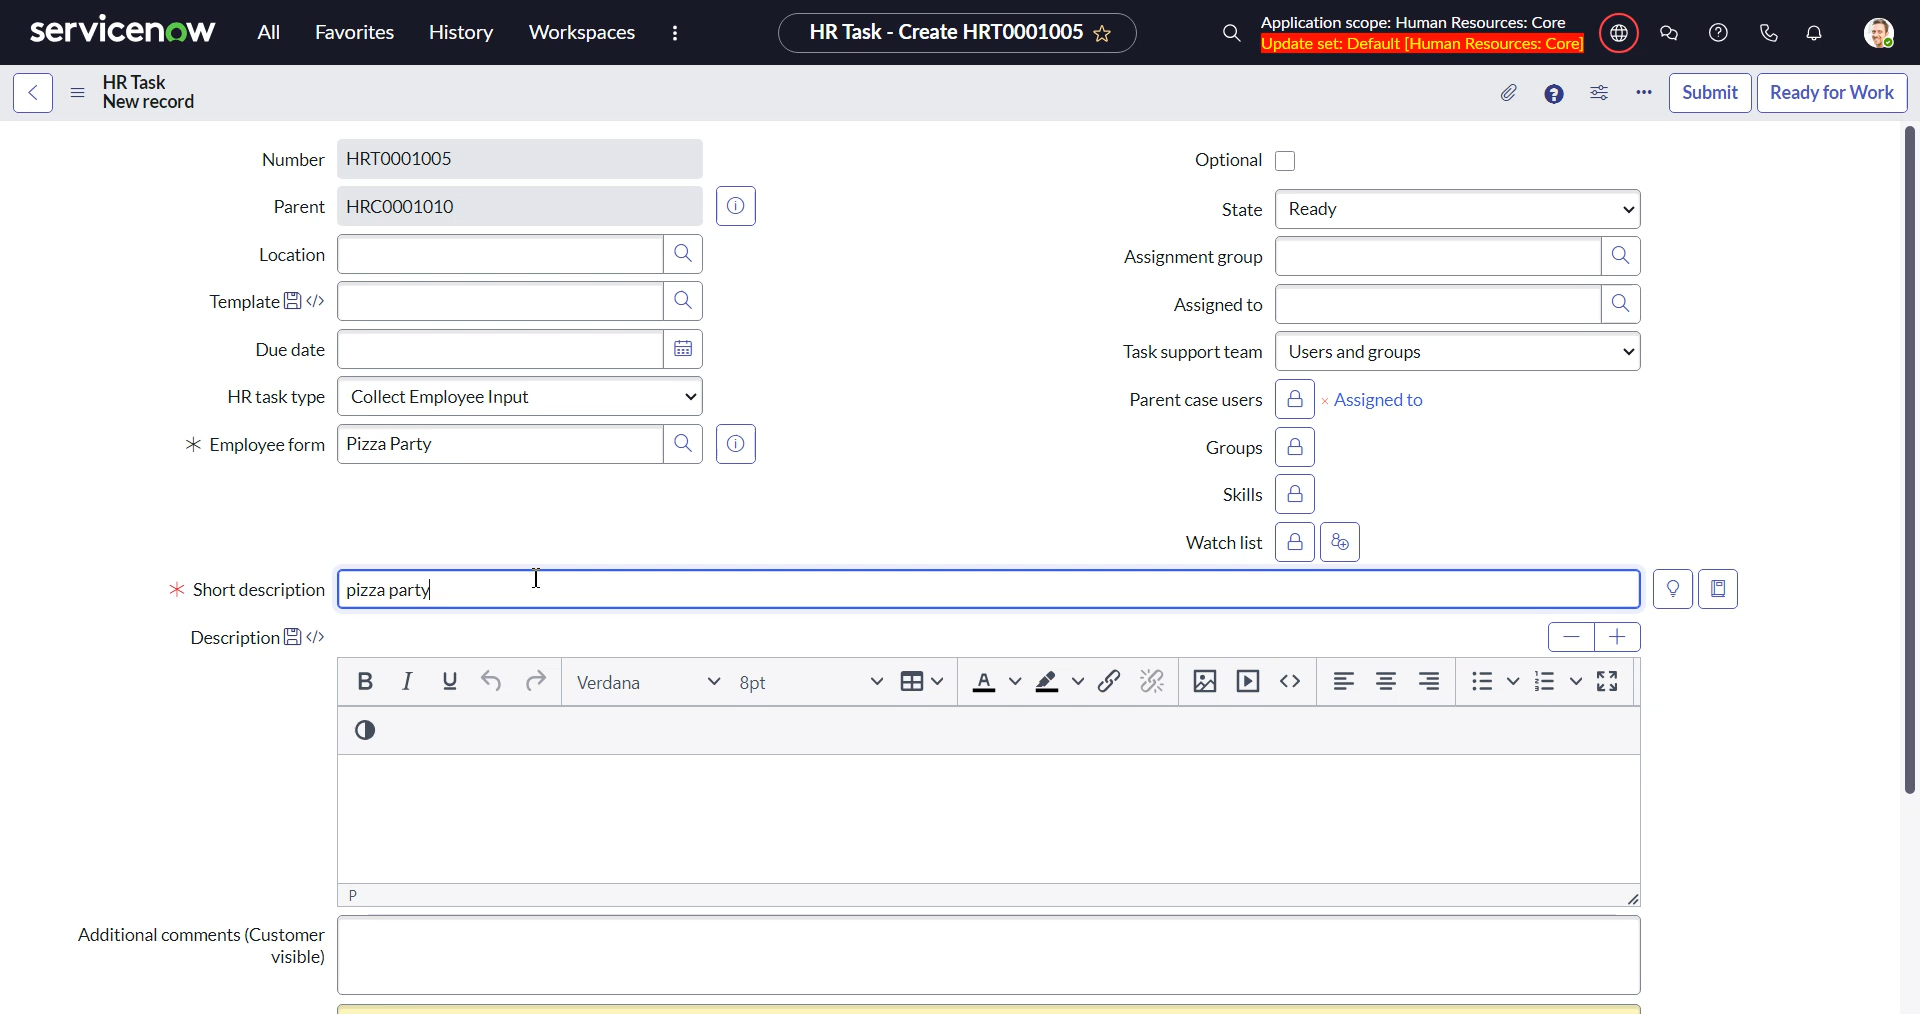 servicenow All Favorites History Workspaces HR Task - Create HRT0001005 Application scope: Human Resources: Core
Update set: Default [Human Resources: Core]
HR Task
New record
? Submit Ready for Work
Number HRT0001005
Parent HRC0001010
Location
Template </>
Due date
HR task type Collect Employee Input
* Employee form Pizza Party
Optional
State Ready
Assignment group
Assigned to
Task support team Users and groups
Parent case users × Assigned to
Groups
Skills
Watch list
* Short description pizza party
Description </>
B I U Verdana 8pt A <>
P
Additional comments (Customer
visible)